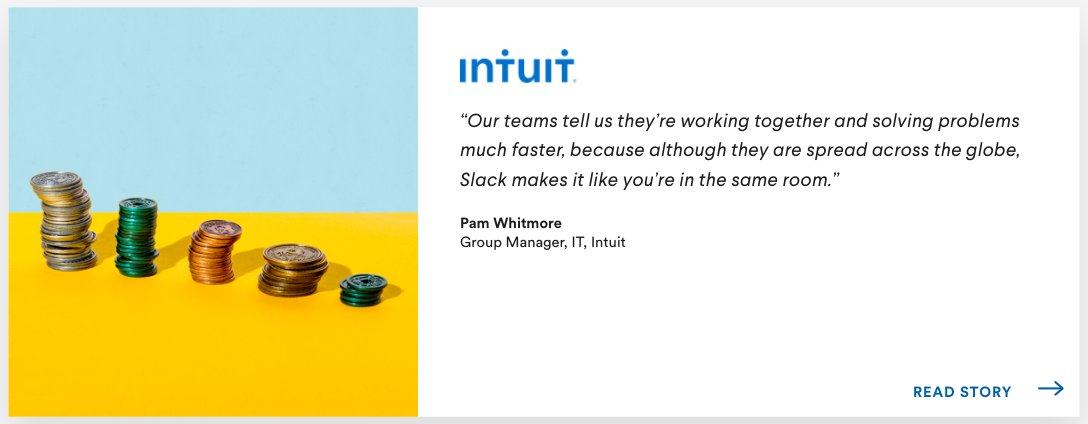 intuit
“Our teams tell us they’re working together and solving problems
much faster, because although they are spread across the globe,
Slack makes it like you’re in the same room.”
Pam Whitmore
Group Manager, IT, Intuit
READ STORY